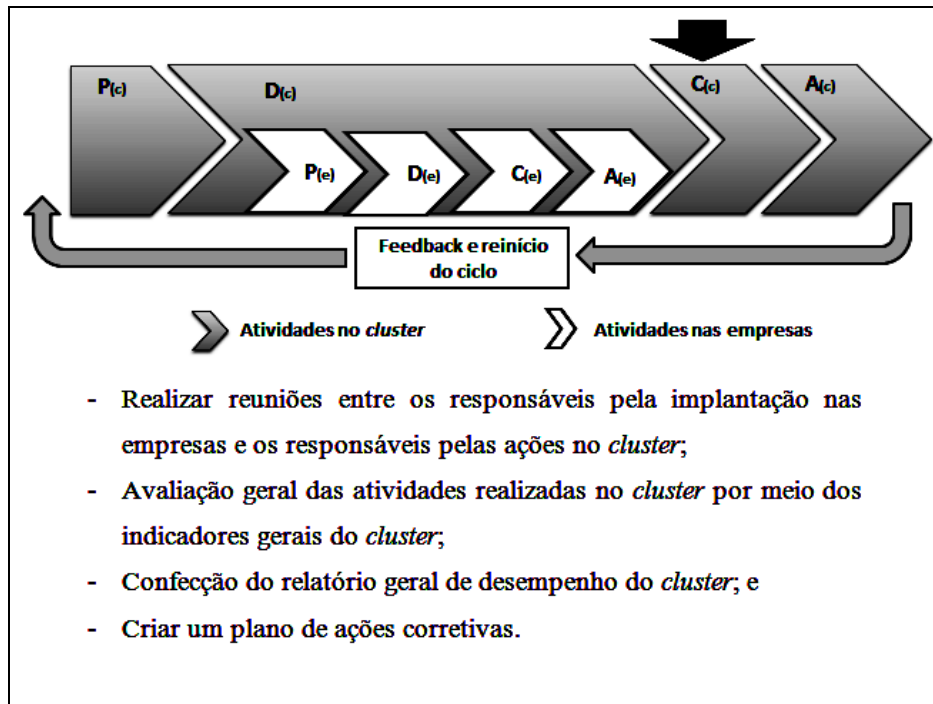 P(c)
D(c)
C(c)
A(c)
P(e)
D(e)
C(e)
A(e)
Feedback e reinício
do ciclo
Atividades no cluster
Atividades nas empresas
- Realizar reuniões entre os responsáveis pela implantação nas
empresas e os responsáveis pelas ações no cluster;
- Avaliação geral das atividades realizadas no cluster por meio dos
indicadores gerais do cluster;
- Confecção do relatório geral de desempenho do cluster; e
- Criar um plano de ações corretivas.